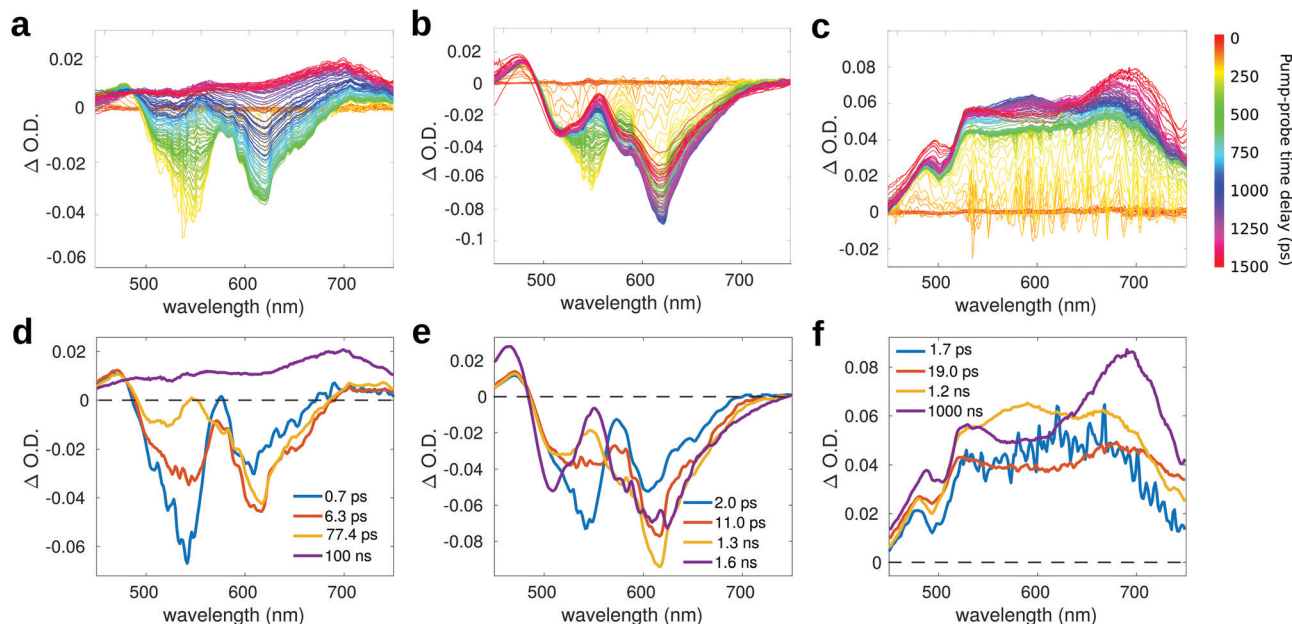 a
0.02
0
-0.02
-0.04
-0.06
Δ O.D.
500
600
700
wavelength (nm)
b
0.04
0.02
0
-0.02
-0.04
-0.06
-0.08
-0.1
Δ O.D.
500
600
700
wavelength (nm)
c
0.08
0.06
0.04
0.02
0
-0.02
Δ O.D.
500
600
700
wavelength (nm)
0
250
500
750
1000
1250
1500
Pump-probe time delay (ps)
d
0.02
0
-0.02
-0.04
-0.06
Δ O.D.
0.7 ps
6.3 ps
77.4 ps
100 ns
500
600
700
wavelength (nm)
e
0.02
0
-0.02
-0.04
-0.06
-0.08
Δ O.D.
2.0 ps
11.0 ps
1.3 ns
1.6 ns
500
600
700
wavelength (nm)
f
0.08
0.06
0.04
0.02
0
Δ O.D.
1.7 ps
19.0 ps
1.2 ns
1000 ns
500
600
700
wavelength (nm)